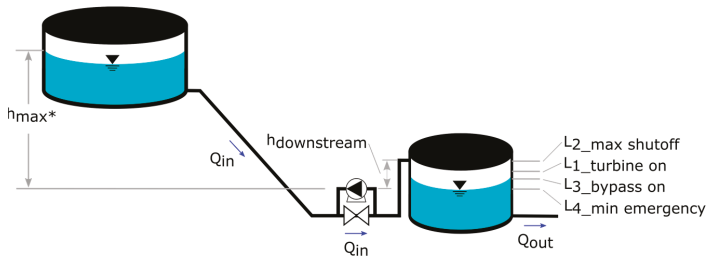 hmax*
Qin
hdownstream
Qin
L2_max shutoff
L1_turbine on
L3_bypass on
L4_min emergency
Qout